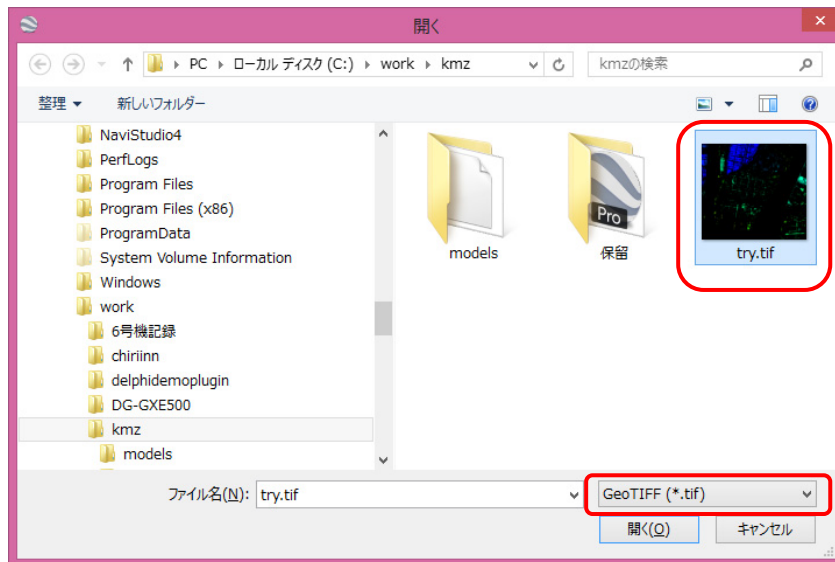 開く
PC ローカル ディスク (C:) work kmz
kmzの検索
整理 新しいフォルダー
NaviStudio4
PerfLogs
Program Files
Program Files (x86)
ProgramData
System Volume Information
Windows
work
6号機記録
chiriinn
delphidemoplugin
DG-GXE500
kmz
models
models
Pro
保留
try.tif
ファイル名(N): try.tif
GeoTIFF (*.tif)
開く(O) キャンセル